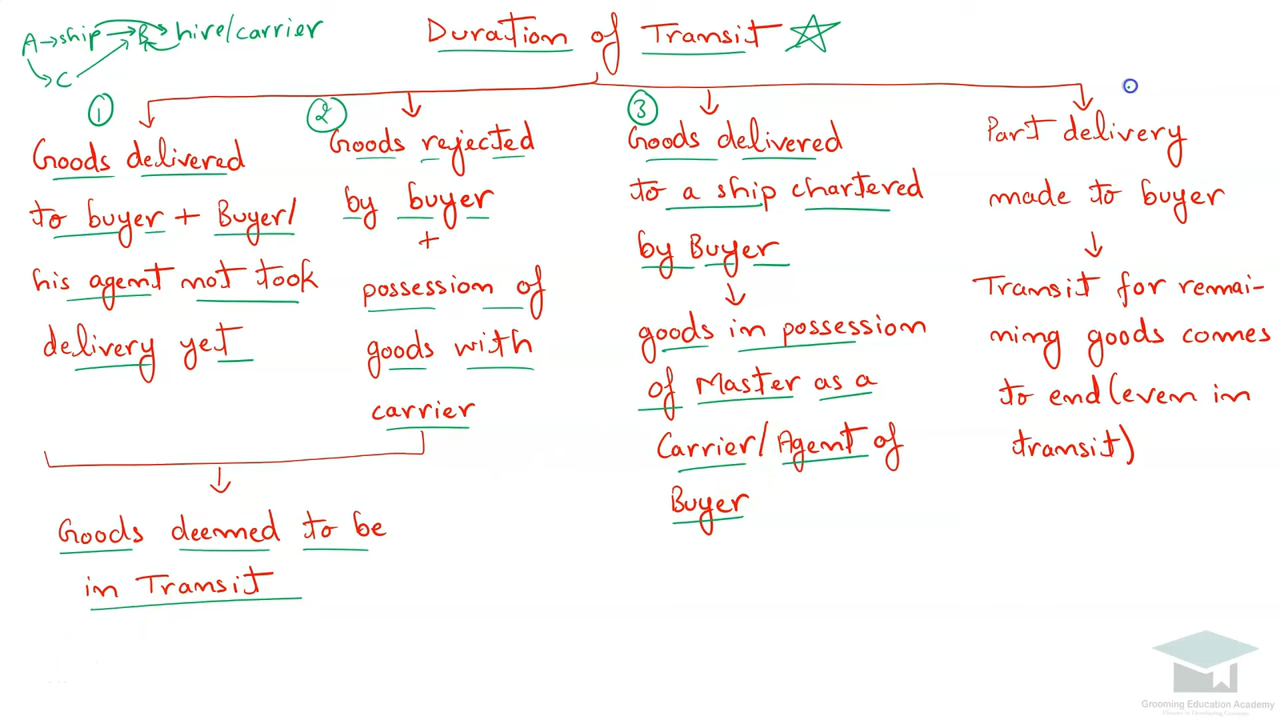 Duration of Transit
A → ship → B → hire/carrier
C
①
Goods delivered
to buyer + Buyer/
his agent not took
delivery yet
②
Goods rejected
by buyer
+
possession of
goods with
carrier
Goods deemed to be
in Transit
③
Goods delivered
to a ship chartered
by Buyer
goods in possession
of Master as a
Carrier/Agent of
Buyer
Part delivery
made to buyer
Transit for remai-
ning goods comes
to end (even in
transit)
Grooming Education Academy